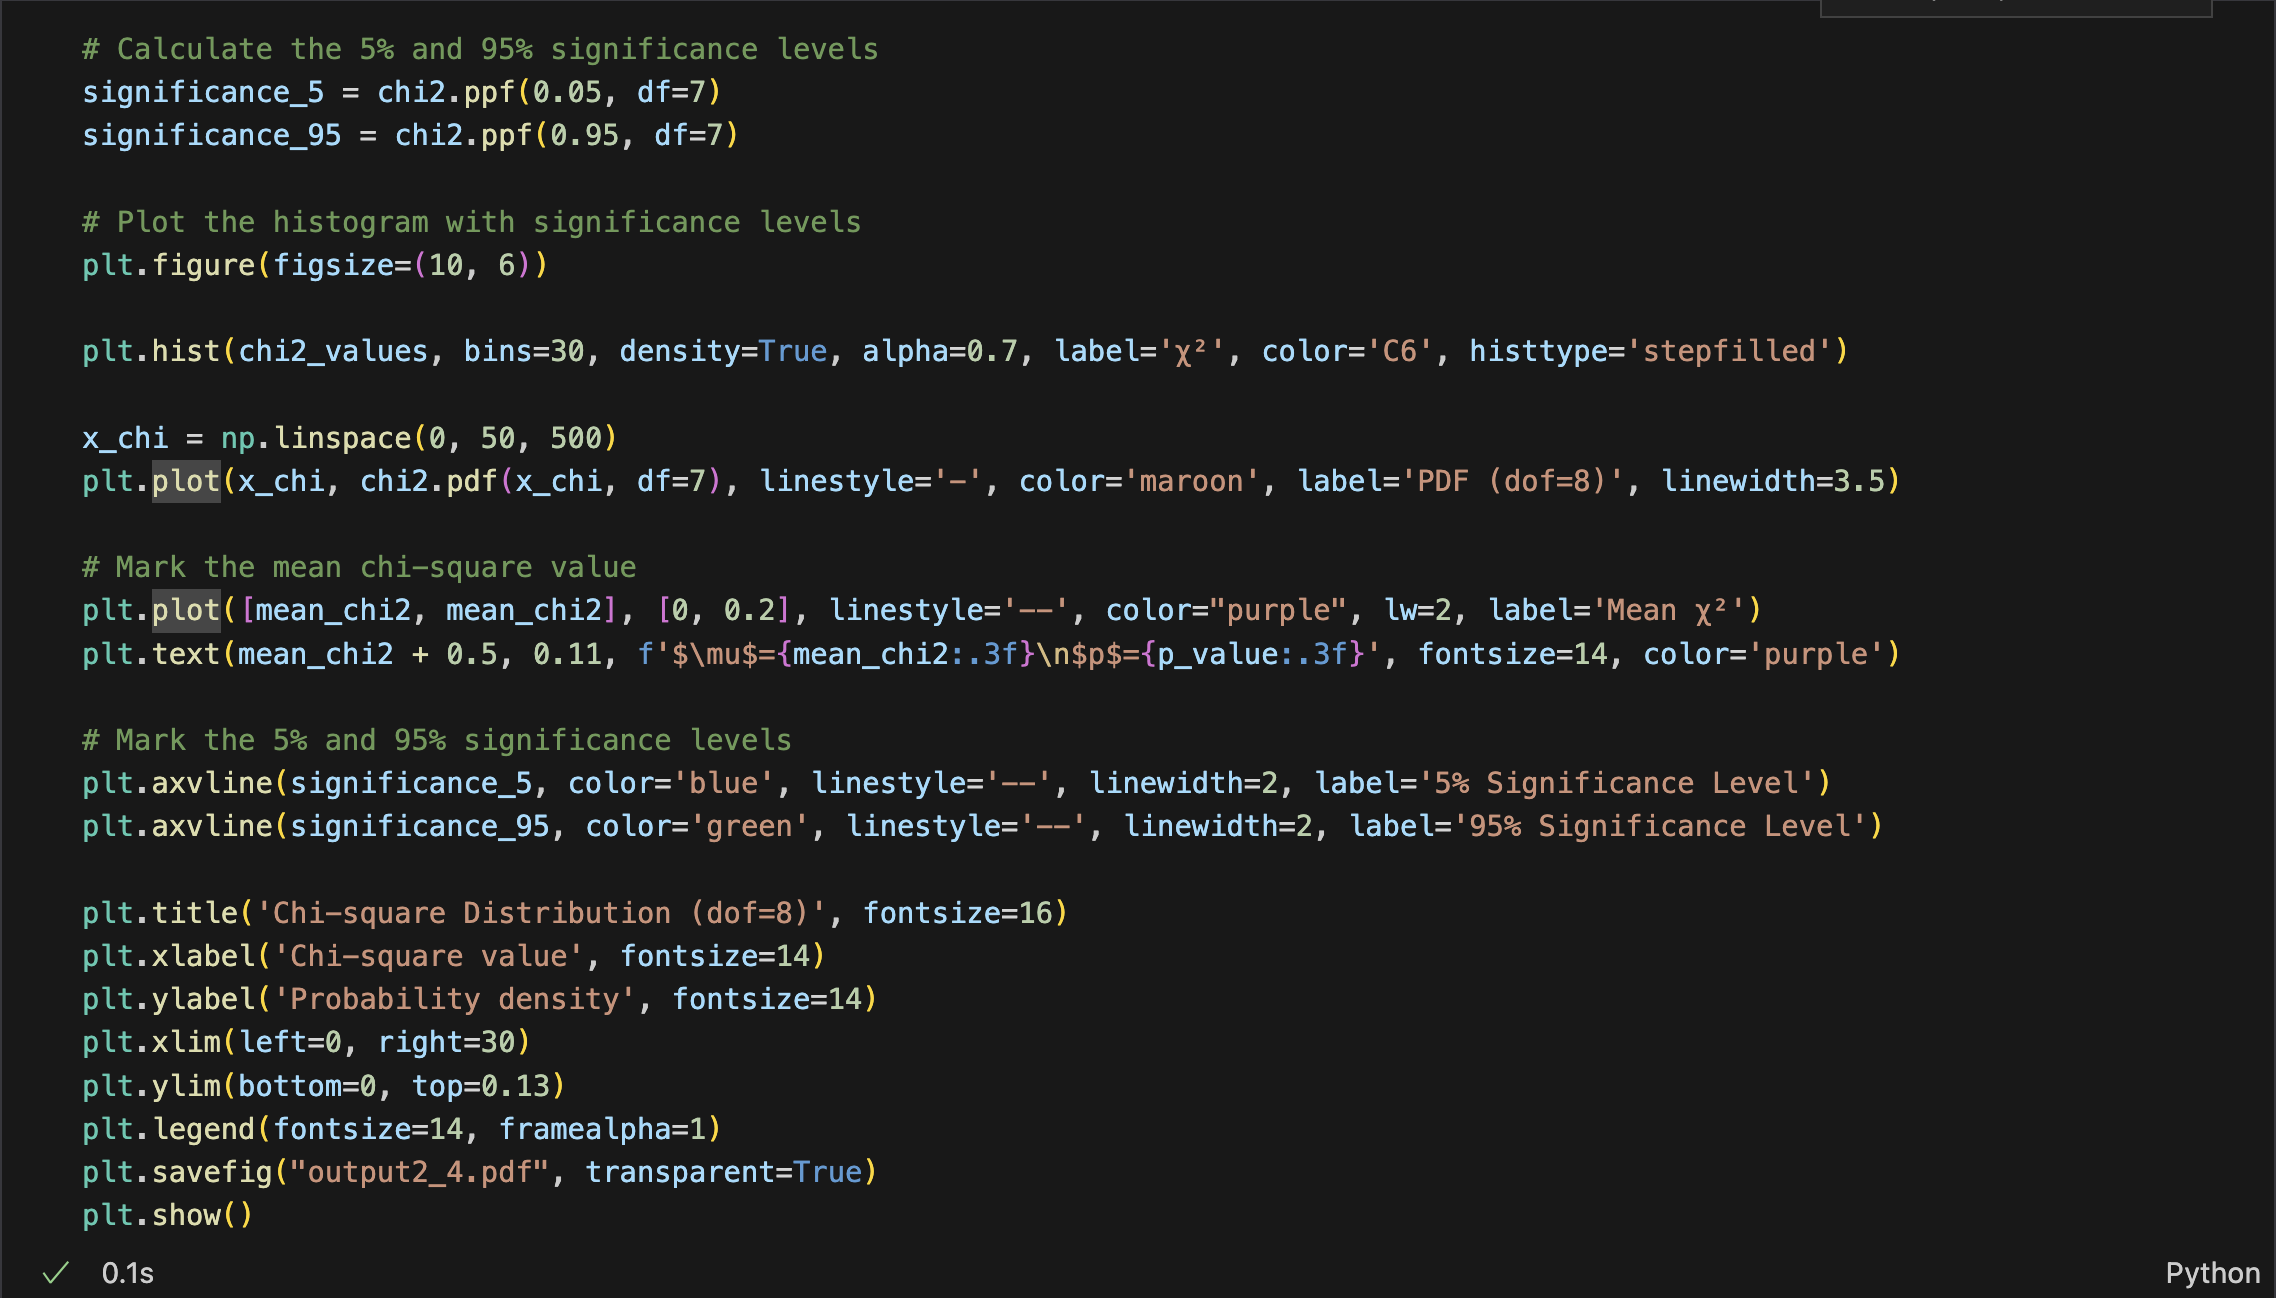 # Calculate the 5% and 95% significance levels
significance_5 = chi2.ppf(0.05, df=7)
significance_95 = chi2.ppf(0.95, df=7)
# Plot the histogram with significance levels
plt.figure(figsize=(10, 6))
plt.hist(chi2_values, bins=30, density=True, alpha=0.7, label='χ²', color='C6', histtype='stepfilled')
x_chi = np.linspace(0, 50, 500)
plt.plot(x_chi, chi2.pdf(x_chi, df=7), linestyle='-', color='maroon', label='PDF (dof=8)', linewidth=3.5)
# Mark the mean chi-square value
plt.plot([mean_chi2, mean_chi2], [0, 0.2], linestyle='--', color="purple", lw=2, label='Mean χ²')
plt.text(mean_chi2 + 0.5, 0.11, f'$\mu$={mean_chi2:.3f}\n$p$={p_value:.3f}', fontsize=14, color='purple')
# Mark the 5% and 95% significance levels
plt.axvline(significance_5, color='blue', linestyle='--', linewidth=2, label='5% Significance Level')
plt.axvline(significance_95, color='green', linestyle='--', linewidth=2, label='95% Significance Level')
plt.title('Chi-square Distribution (dof=8)', fontsize=16)
plt.xlabel('Chi-square value', fontsize=14)
plt.ylabel('Probability density', fontsize=14)
plt.xlim(left=0, right=30)
plt.ylim(bottom=0, top=0.13)
plt.legend(fontsize=14, framealpha=1)
plt.savefig("output2_4.pdf", transparent=True)
plt.show()
0.1s
Python